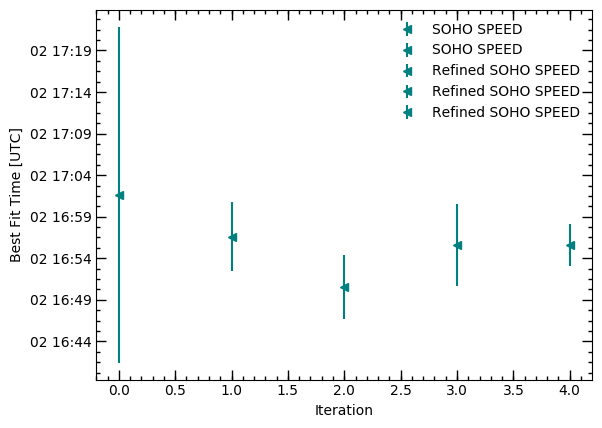 SOHO SPEED
SOHO SPEED
Refined SOHO SPEED
Refined SOHO SPEED
Refined SOHO SPEED
Best Fit Time [UTC]
02 17:19
02 17:14
02 17:09
02 17:04
02 16:59
02 16:54
02 16:49
02 16:44
0.0 0.5 1.0 1.5 2.0 2.5 3.0 3.5 4.0
Iteration